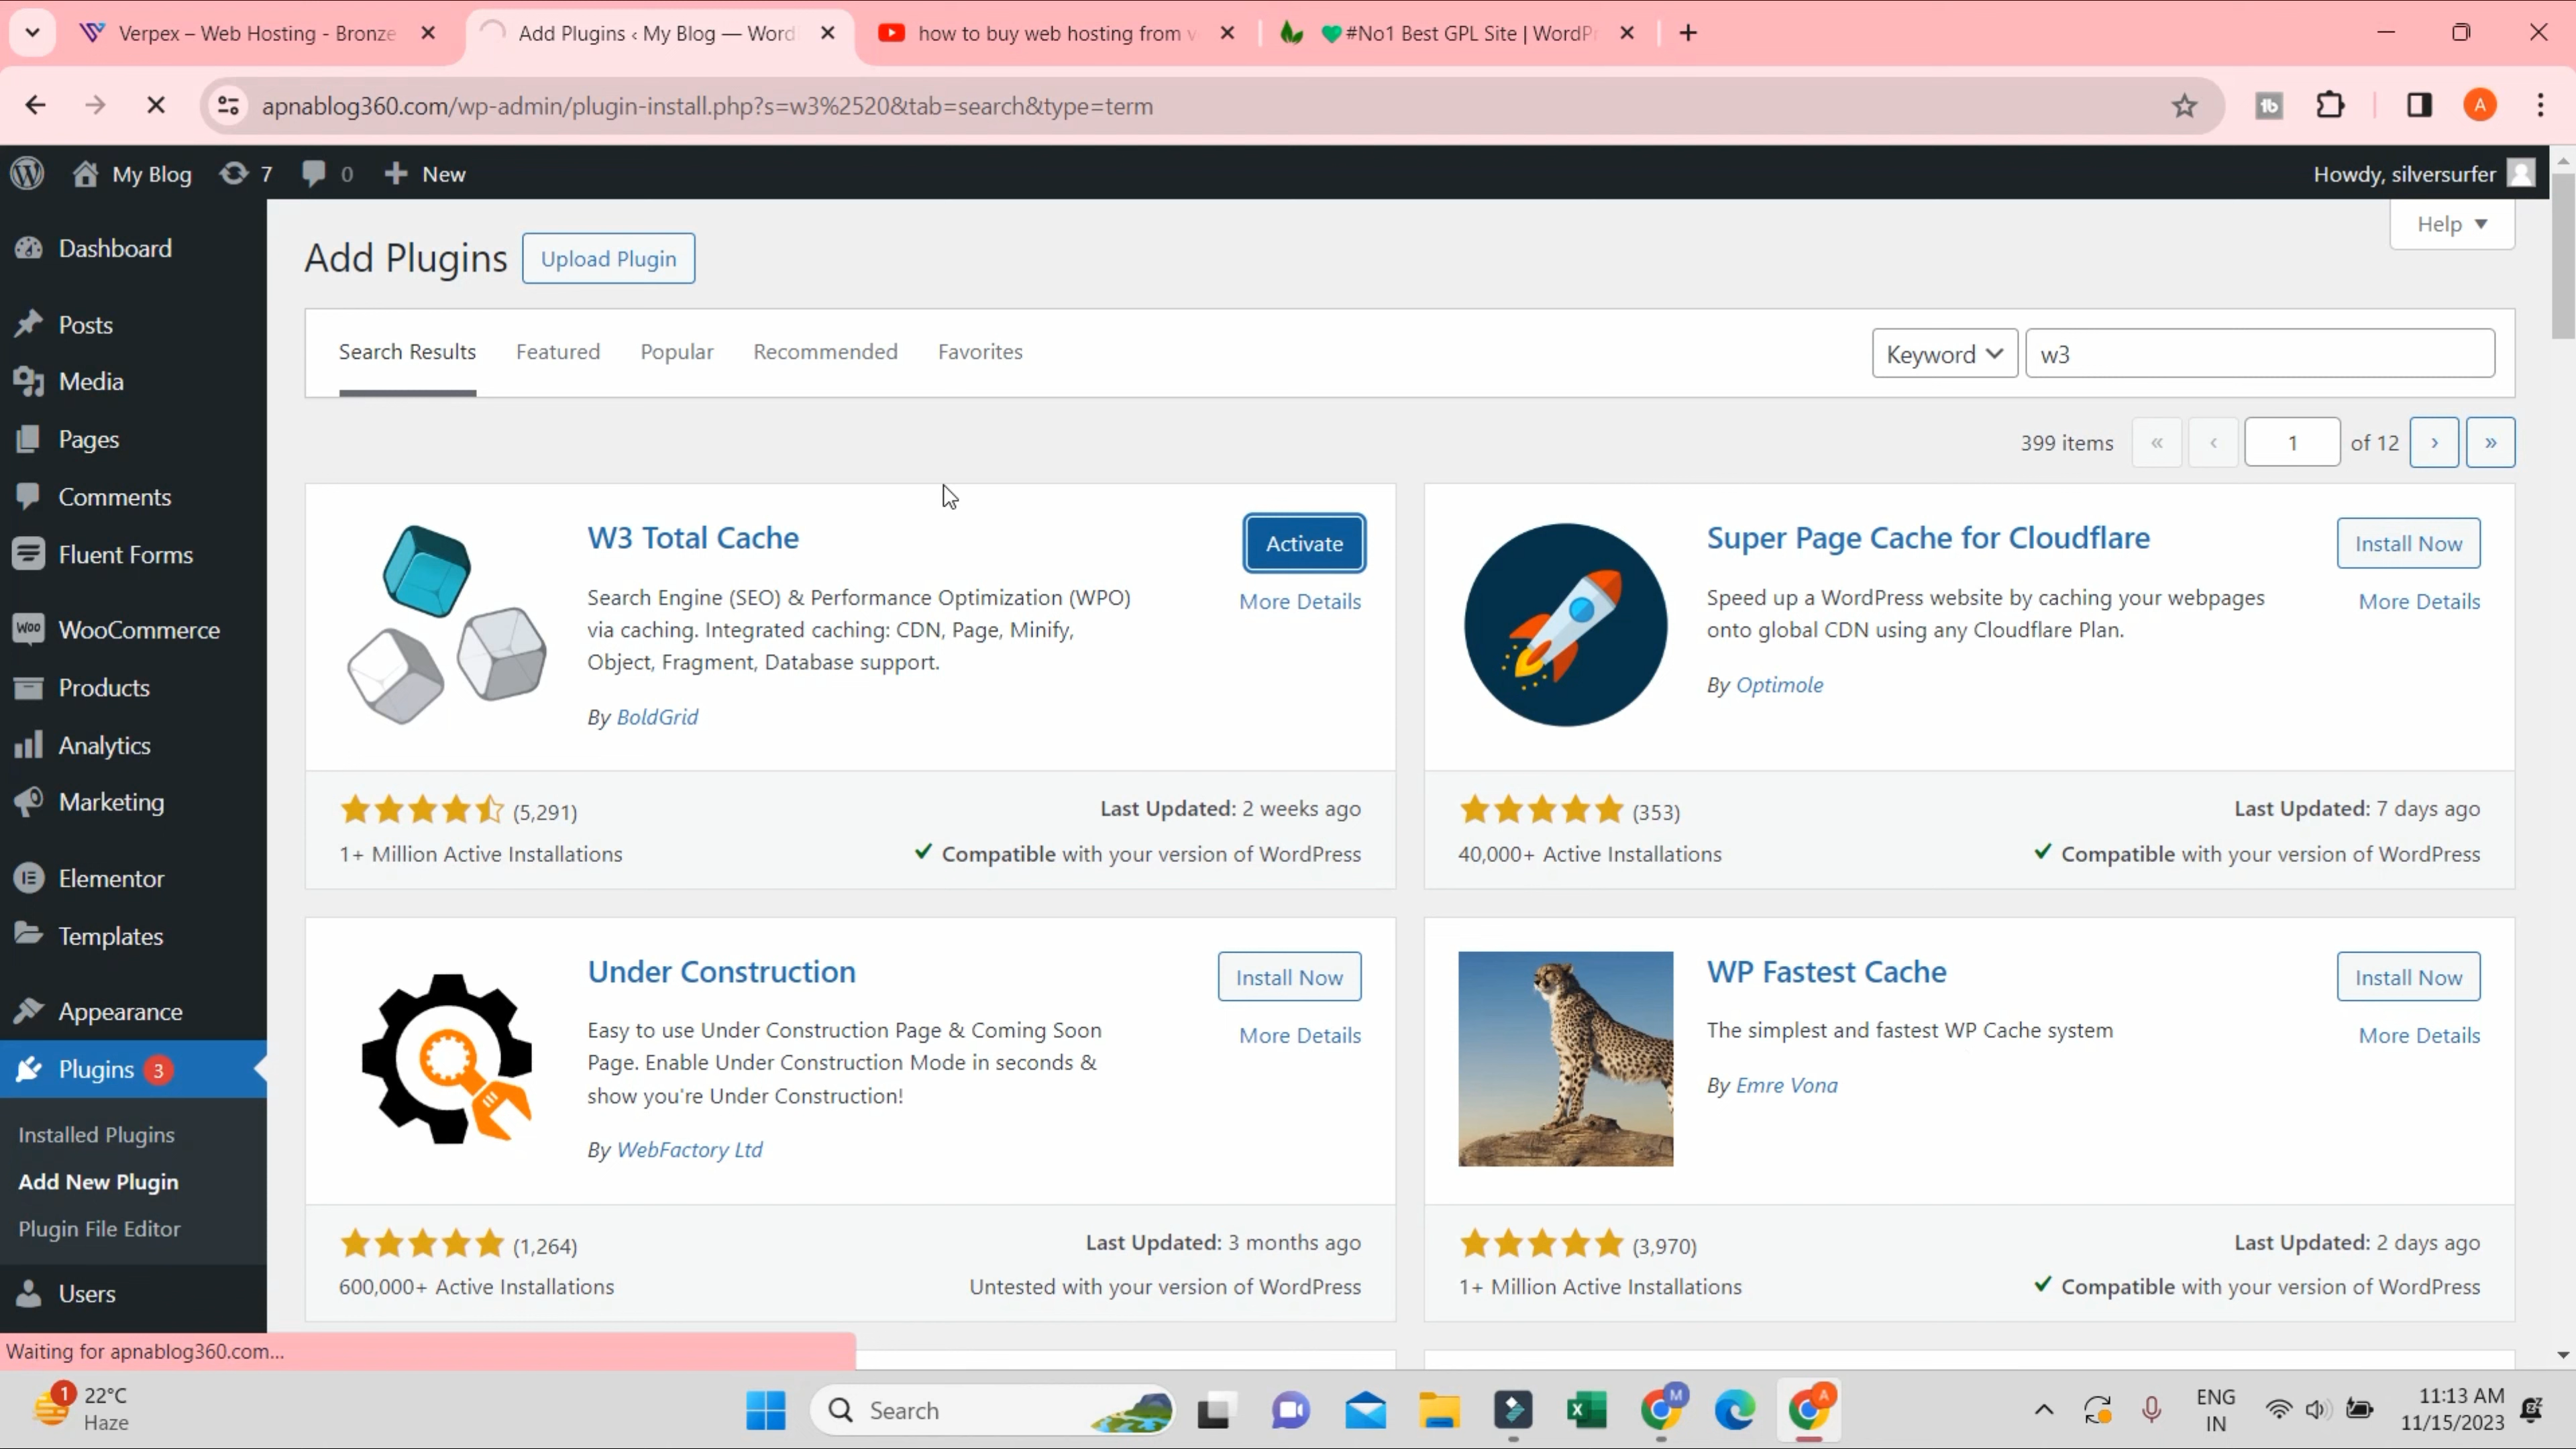 Verpex – Web Hosting - Bronze
Add Plugins ‹ My Blog — Word
how to buy web hosting from v
#No1 Best GPL Site | WordP
apnablog360.com/wp-admin/plugin-install.php?s=w3%2520&tab=search&type=term
tb
A
My Blog
7
0
New
Howdy, silversurfer
Help
Dashboard
Posts
Media
Pages
Comments
Fluent Forms
Woo
WooCommerce
Products
Analytics
Marketing
Elementor
Templates
Appearance
Plugins 3
Installed Plugins
Add New Plugin
Plugin File Editor
Users
Add Plugins
Upload Plugin
Search Results
Featured
Popular
Recommended
Favorites
Keyword
w3
399 items
«
‹
1
of 12
›
»
W3 Total Cache
Activate
More Details
Search Engine (SEO) & Performance Optimization (WPO)
via caching. Integrated caching: CDN, Page, Minify,
Object, Fragment, Database support.
By BoldGrid
(5,291)
Last Updated: 2 weeks ago
1+ Million Active Installations
Compatible with your version of WordPress
Super Page Cache for Cloudflare
Install Now
More Details
Speed up a WordPress website by caching your webpages
onto global CDN using any Cloudflare Plan.
By Optimole
(353)
Last Updated: 7 days ago
40,000+ Active Installations
Compatible with your version of WordPress
Under Construction
Install Now
More Details
Easy to use Under Construction Page & Coming Soon
Page. Enable Under Construction Mode in seconds &
show you're Under Construction!
By WebFactory Ltd
(1,264)
Last Updated: 3 months ago
600,000+ Active Installations
Untested with your version of WordPress
WP Fastest Cache
Install Now
More Details
The simplest and fastest WP Cache system
By Emre Vona
(3,970)
Last Updated: 2 days ago
1+ Million Active Installations
Compatible with your version of WordPress
Waiting for apnablog360.com...
1
22°C
Haze
Search
M
A
ENG
IN
11:13 AM
11/15/2023